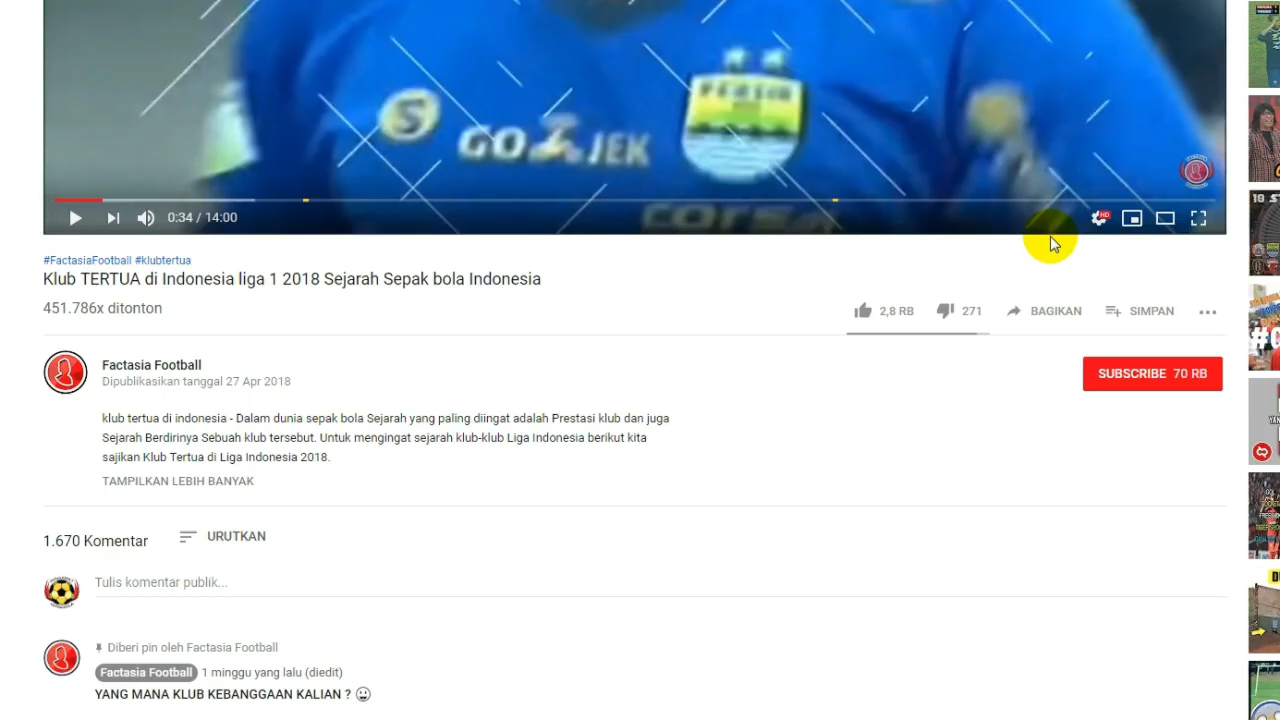 S
GO JEK
PERSIB
0:34 / 14:00
HD
#FactasiaFootball #klubtertua
Klub TERTUA di Indonesia liga 1 2018 Sejarah Sepak bola Indonesia
451.786x ditonton
2,8 RB
271
BAGIKAN
SIMPAN
Factasia Football
Dipublikasikan tanggal 27 Apr 2018
SUBSCRIBE 70 RB
klub tertua di indonesia - Dalam dunia sepak bola Sejarah yang paling diingat adalah Prestasi klub dan juga
Sejarah Berdirinya Sebuah klub tersebut. Untuk mengingat sejarah klub-klub Liga Indonesia berikut kita
sajikan Klub Tertua di Liga Indonesia 2018.
TAMPILKAN LEBIH BANYAK
1.670 Komentar
URUTKAN
Tulis komentar publik...
Diberi pin oleh Factasia Football
Factasia Football 1 minggu yang lalu (diedit)
YANG MANA KLUB KEBANGGAAN KALIAN ? 😀